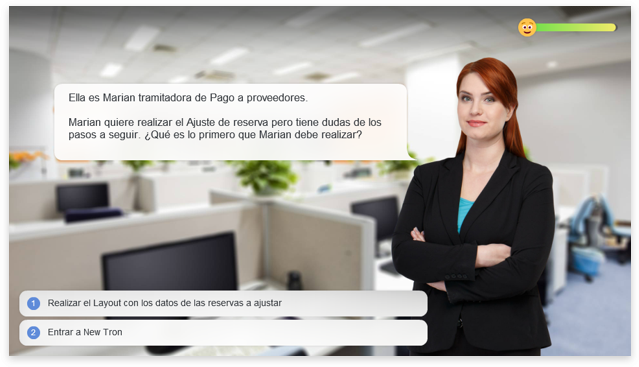 Ella es Marian tramitadora de Pago a proveedores.
Marian quiere realizar el Ajuste de reserva pero tiene dudas de los
pasos a seguir. ¿Qué es lo primero que Marian debe realizar?
1 Realizar el Layout con los datos de las reservas a ajustar
2 Entrar a New Tron